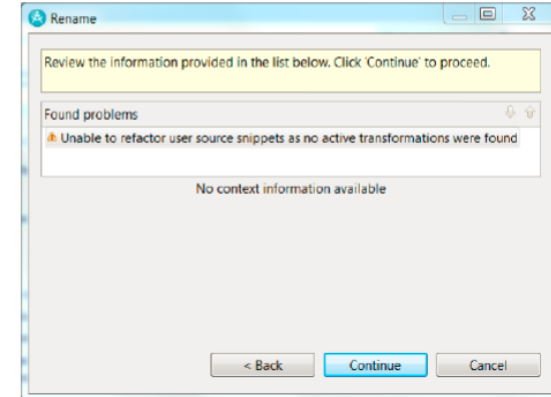 Rename
Review the information provided in the list below. Click 'Continue' to proceed.
Found problems
Unable to refactor user source snippets as no active transformations were found
No context information available
< Back Continue Cancel